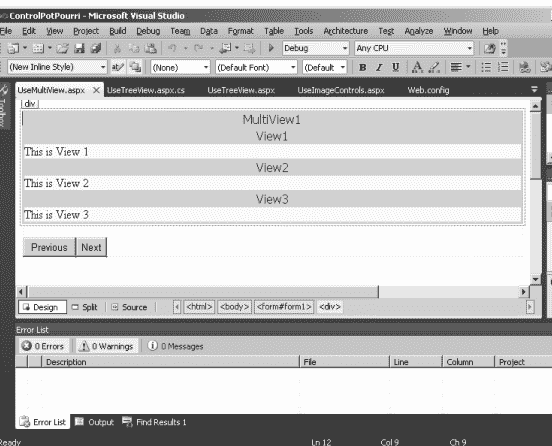 ControlPotPourri - Microsoft Visual Studio
File Edit View Project Build Debug Team Data Format Table Tools Architecture Test Analyze Window Help
Debug Any CPU
(New Inline Style) (None) (Default Font) (Default B I U A
UseMultiView.aspx × UseTreeView.aspx.cs UseTreeView.aspx UseImageControls.aspx Web.config
Toolbox
div
MultiView1
View1
This is View 1
View2
This is View 2
View3
This is View 3
Previous Next
Design Split Source <html> <body> <form#form1> <div>
Error List
0 Errors 0 Warnings 0 Messages
Description File Line Column Project
Error List Output Find Results 1
Ready Ln 12 Col 9 Ch 9